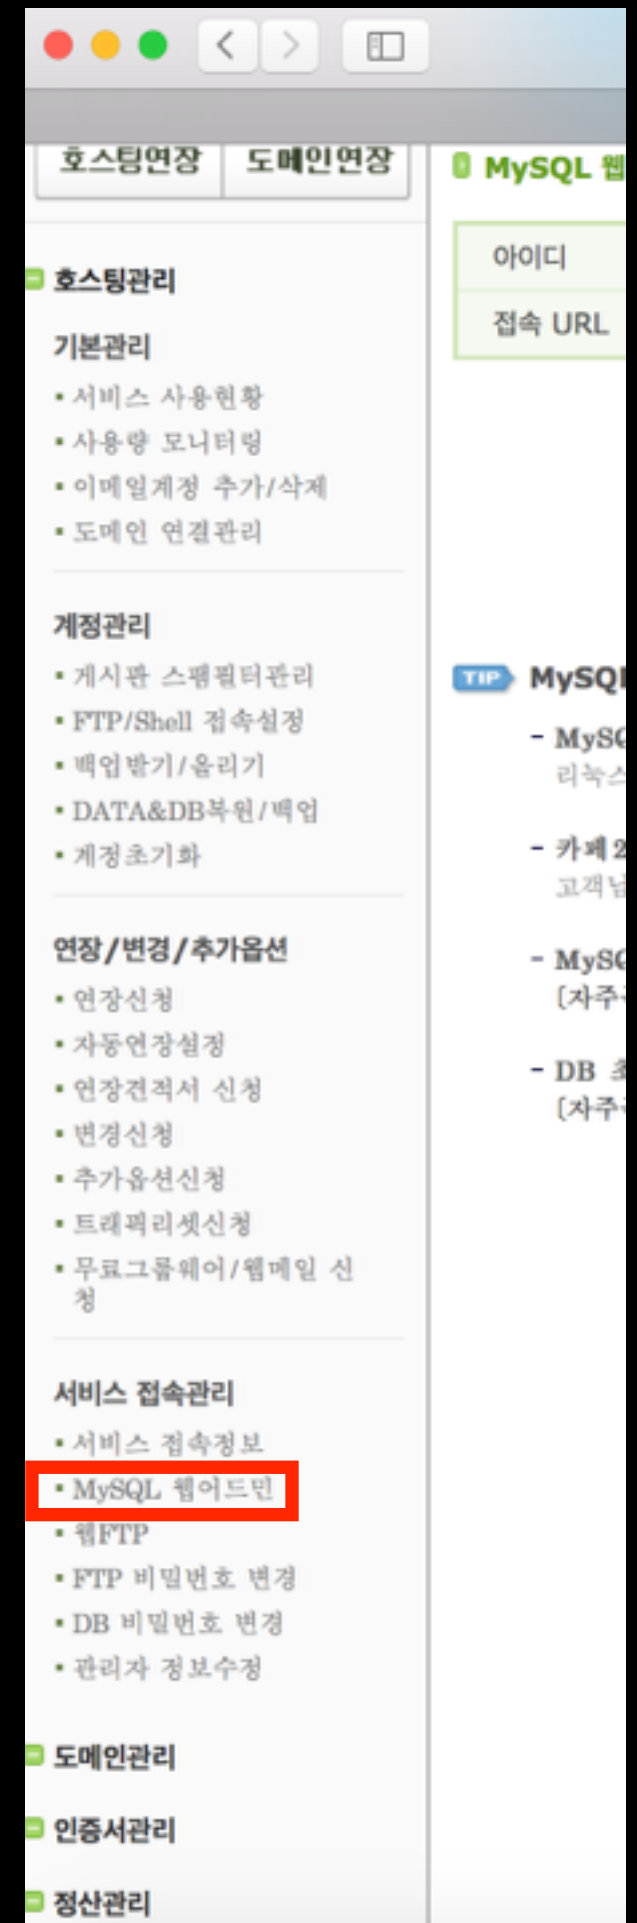 호스팅연장 도메인연장
호스팅관리
기본관리
서비스 사용현황
사용량 모니터링
이메일계정 추가/삭제
도메인 연결관리
계정관리
게시판 스팸필터관리
FTP/Shell 접속설정
백업받기/올리기
DATA&DB복원/백업
계정초기화
연장/변경/추가옵션
연장신청
자동연장설정
연장견적서 신청
변경신청
추가옵션신청
트래픽리셋신청
무료그룹웨어/웹메일 신
청
서비스 접속관리
서비스 접속정보
MySQL 웹어드민
웹FTP
FTP 비밀번호 변경
DB 비밀번호 변경
관리자 정보수정
도메인관리
인증서관리
정산관리
MySQL 웹
아이디
접속 URL
TIP MySQL
- MySQ
리눅스
- 카페2
고객님
- MySQ
[자주
- DB 초
[자주